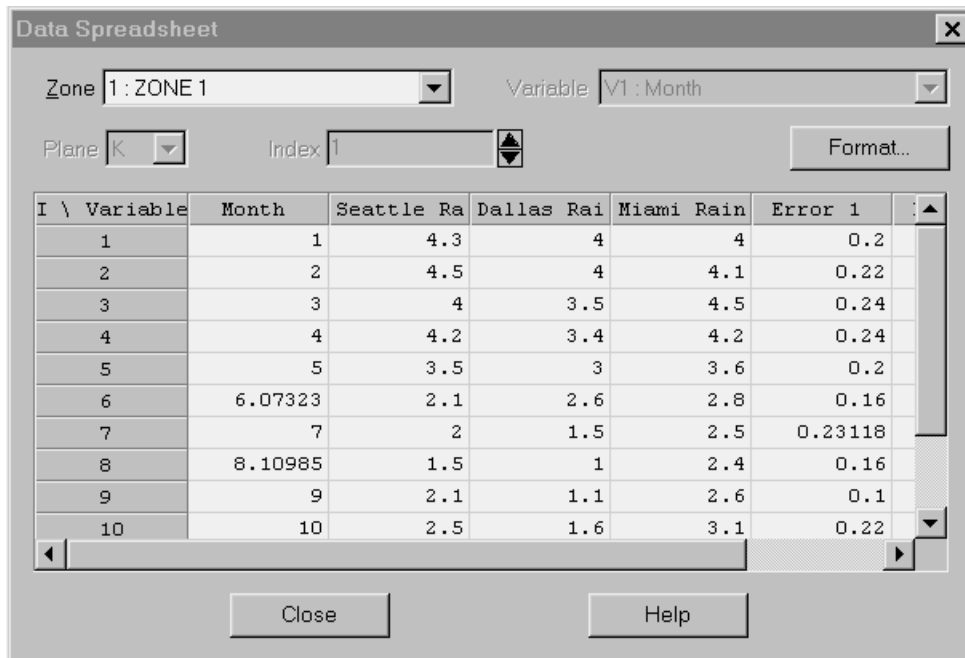 Data Spreadsheet
Zone 1 : ZONE 1 Variable V1 : Month
Plane K Index 1 Format...
I \ Variable Month Seattle Ra Dallas Rai Miami Rain Error 1
1 1 4.3 4 4 0.2
2 2 4.5 4 4.1 0.22
3 3 4 3.5 4.5 0.24
4 4 4.2 3.4 4.2 0.24
5 5 3.5 3 3.6 0.2
6 6.07323 2.1 2.6 2.8 0.16
7 7 2 1.5 2.5 0.23118
8 8.10985 1.5 1 2.4 0.16
9 9 2.1 1.1 2.6 0.1
10 10 2.5 1.6 3.1 0.22
Close Help